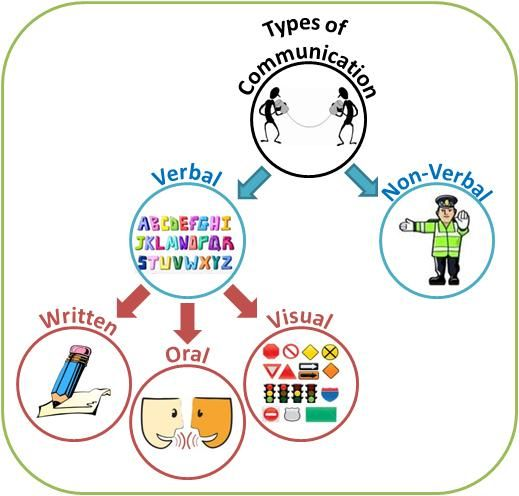 Types of
Communication
Verbal
Non-Verbal
ABCDEFGHI
JKLMNOPQR
STUVWXYZ
Written
Oral
Visual